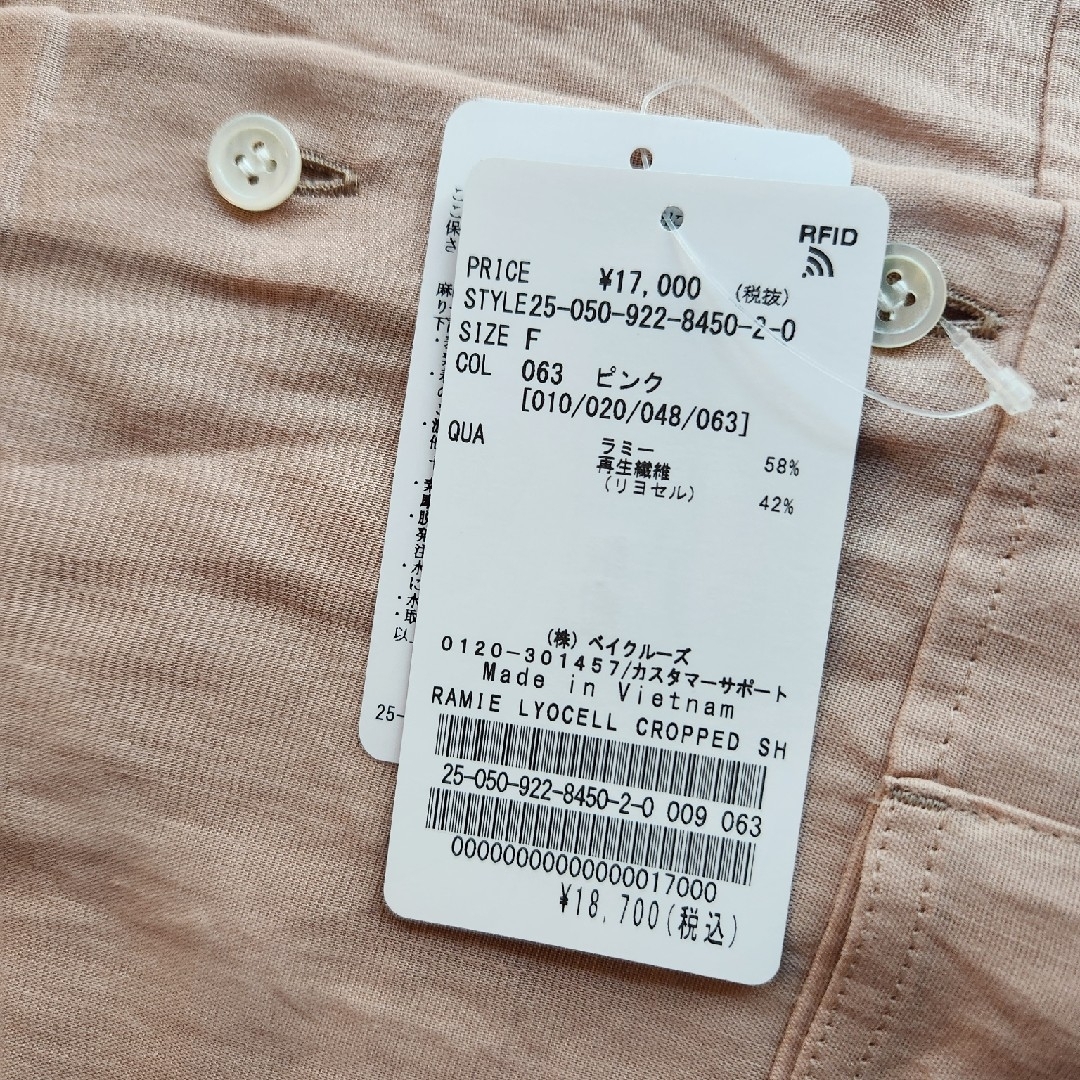 RFID
PRICE ¥17,000 (税抜)
STYLE25-050-922-8450-2-0
SIZE F
COL 063 ピンク
[010/020/048/063]
QUA ラミー 58%
再生繊維
(リヨセル) 42%
(株) ベイクルーズ
0120-301457/カスタマーサポート
Made in Vietnam
RAMIE LYOCELL CROPPED SH
25-050-922-8450-2-0 009 063
00000000000000017000
¥18,700(税込)
25-